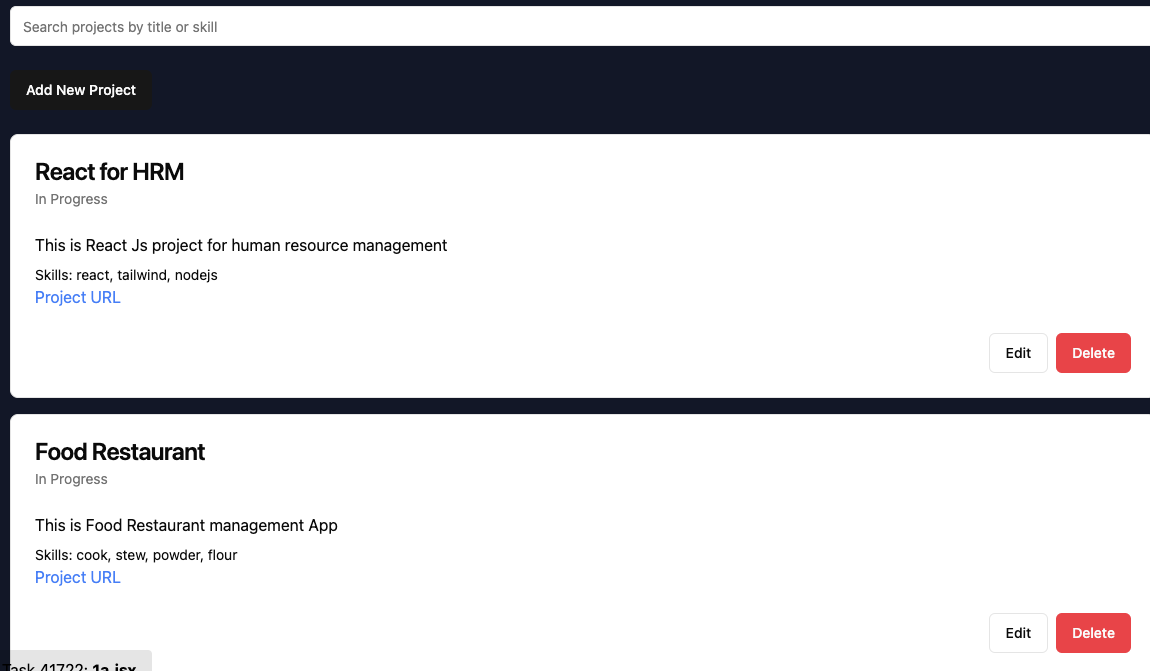 Search projects by title or skill
Add New Project
React for HRM
In Progress
This is React Js project for human resource management
Skills: react, tailwind, nodejs
Project URL
Edit Delete
Food Restaurant
In Progress
This is Food Restaurant management App
Skills: cook, stew, powder, flour
Project URL
Edit Delete
Task 41722: 1a.jsx